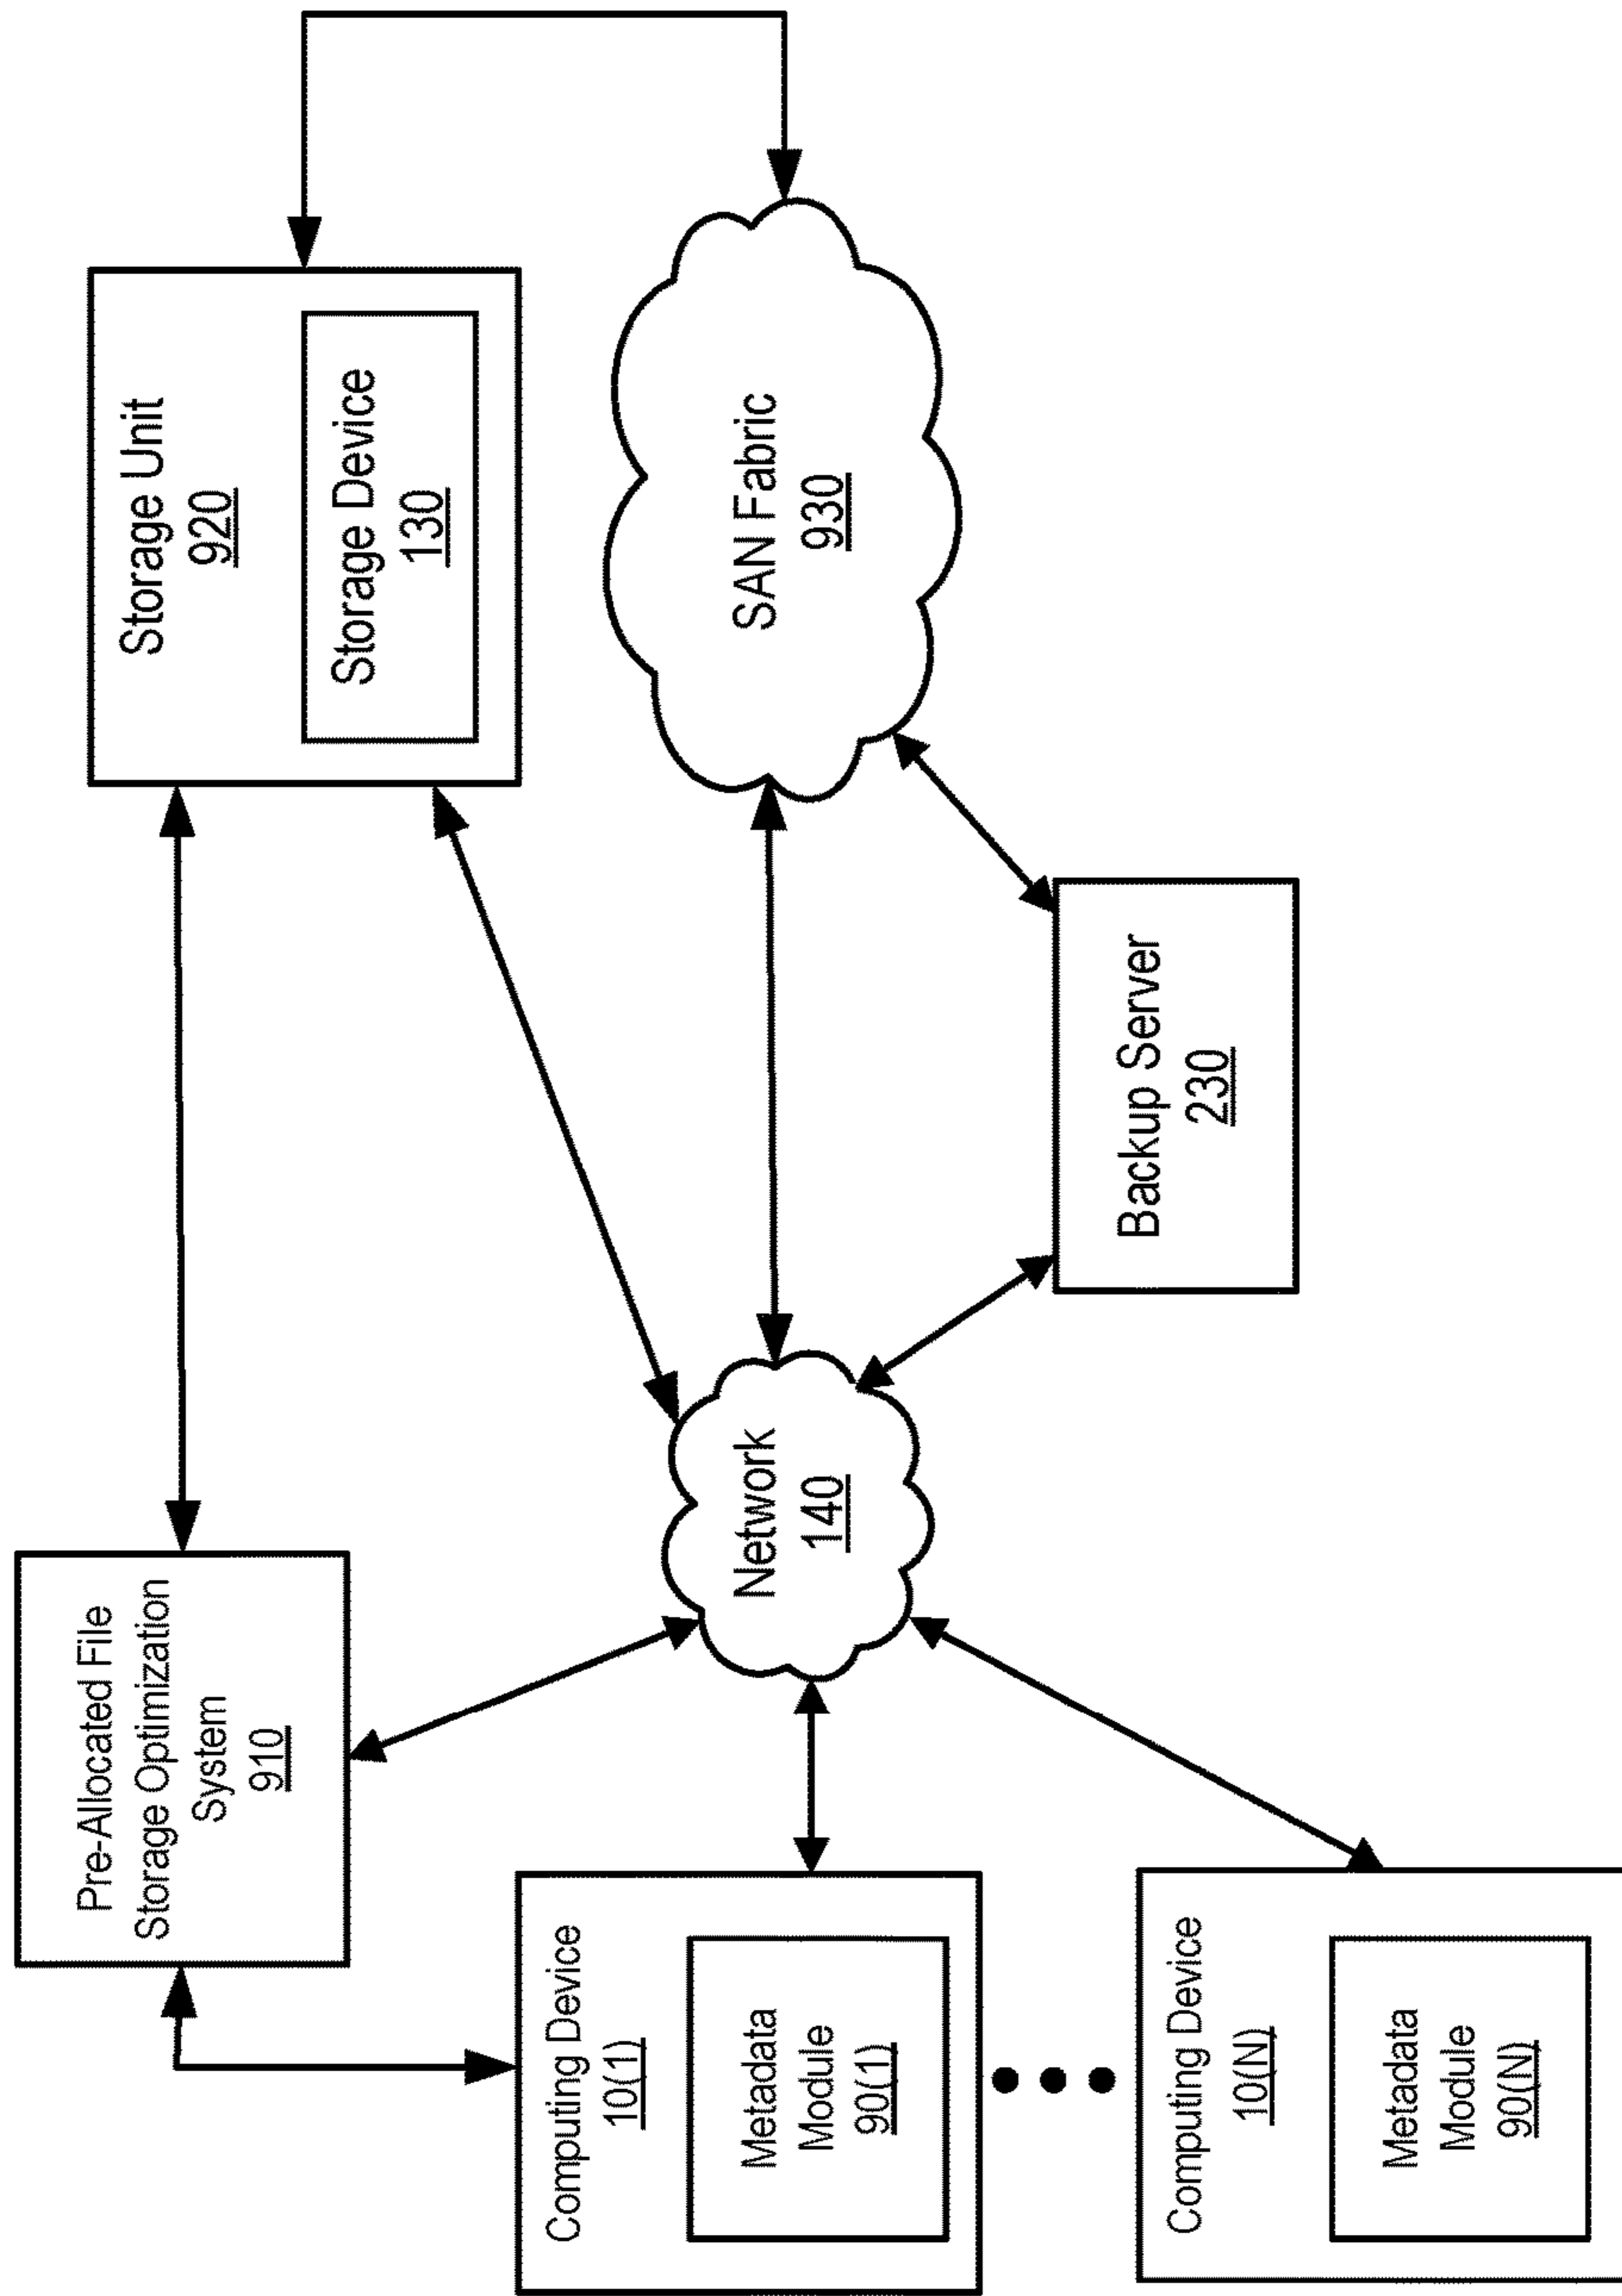 Pre-Allocated File
Storage Optimization
System
910
Storage Unit
920
Storage Device
130
Computing Device
10(1)
Metadata
Module
90(1)
Network
140
SAN Fabric
930
Backup Server
230
Computing Device
10(N)
Metadata
Module
90(N)